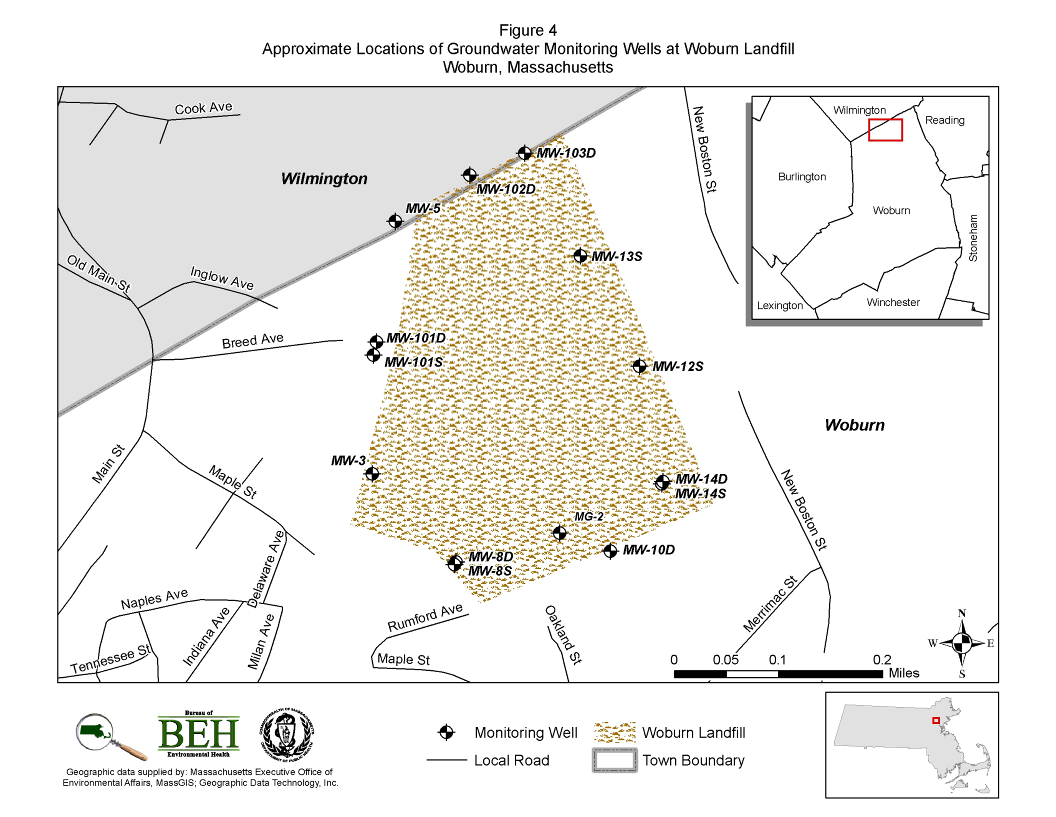 Figure 4
Approximate Locations of Groundwater Monitoring Wells at Woburn Landfill
Woburn, Massachusetts
Cook Ave
New Boston St
Wilmington
Reading
Burlington
Woburn
Stoneham
Lexington
Winchester
Wilmington
MW-103D
MW-102D
MW-5
MW-13S
Old Main St
Inglow Ave
Breed Ave
MW-101D
MW-101S
MW-12S
Woburn
Main St
Maple St
MW-3
MW-14D
MW-14S
New Boston St
MG-2
MW-10D
MW-8D
MW-8S
Delaware Ave
Naples Ave
Indiana Ave
Milan Ave
Tennessee St
Rumford Ave
Maple St
Oakland St
Merrimac St
N
W E
S
0 0.05 0.1 0.2
Miles
Bureau of
BEH
Environmental Health
Geographic data supplied by: Massachusetts Executive Office of
Environmental Affairs, MassGIS; Geographic Data Technology, Inc.
Monitoring Well
Woburn Landfill
Local Road
Town Boundary